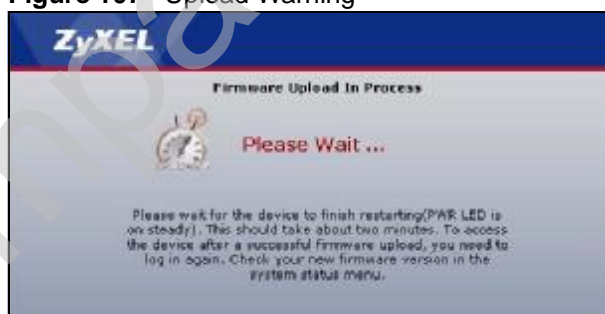 Upload Warning
ZyXEL
Firmware Upload In Process
Please Wait ...
Please wait for the device to finish restarting(PWR LED is
on steady). This should take about two minutes. To access
the device after a successful firmware upload, you need to
log in again. Check your new firmware version in the
system status menu.